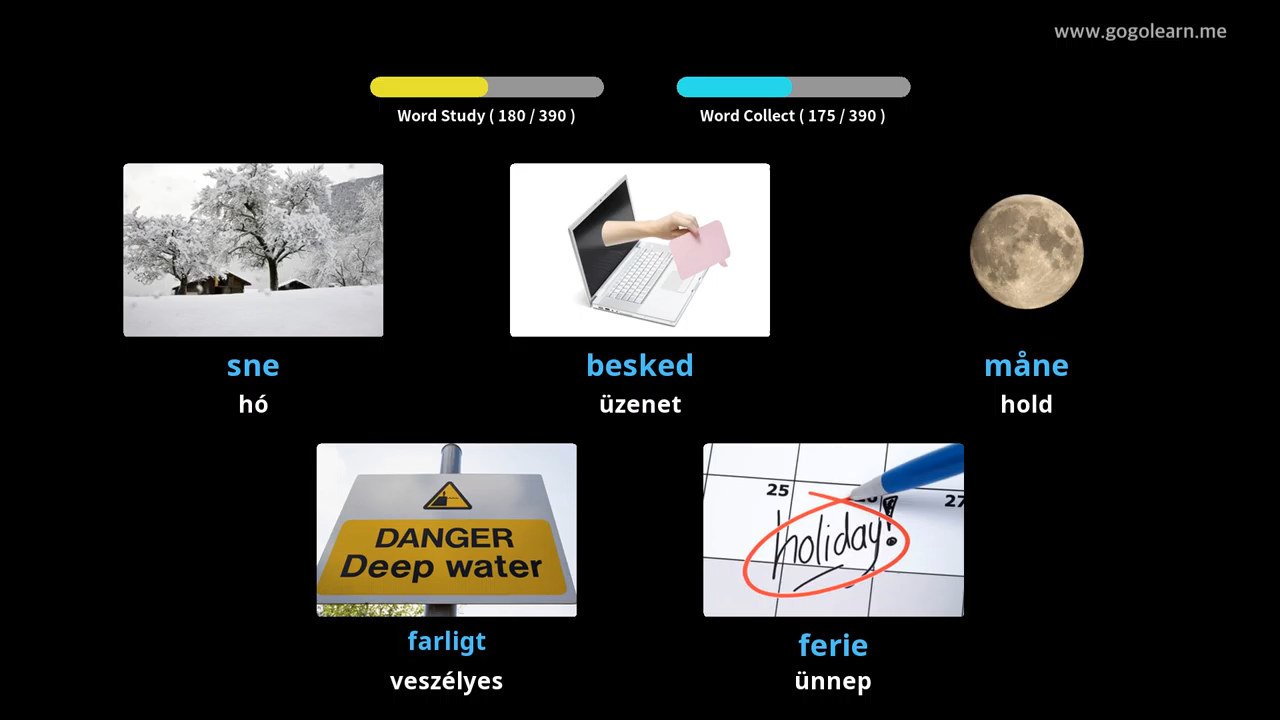 www.gogolearn.me
Word Study ( 180 / 390 )
Word Collect ( 175 / 390 )
sne
besked
måne
hó
üzenet
hold
DANGER
Deep water
25
27
holiday!
farligt
ferie
veszélyes
ünnep